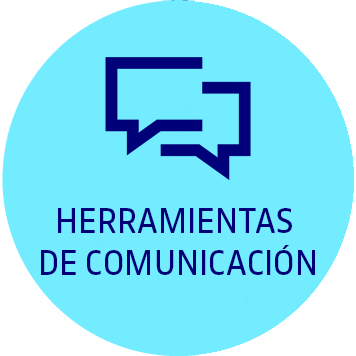 HERRAMIENTAS
DE COMUNICACIÓN